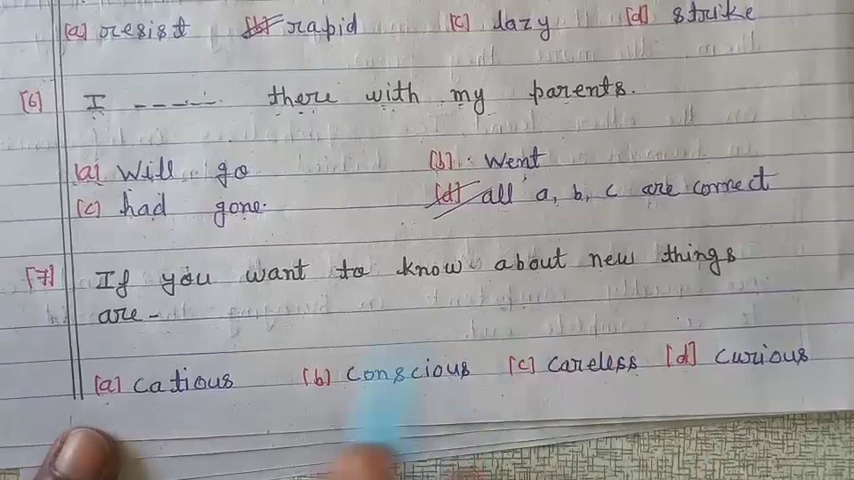 (a) resist (b) rapid (c) lazy (d) strike
[6] I ----- there with my parents.
(a) will go (b) went
(c) had gone. (d) all a, b, c are correct
[7] If you want to know about new things
are-
(a) catious (b) conscious (c) careless (d) curious